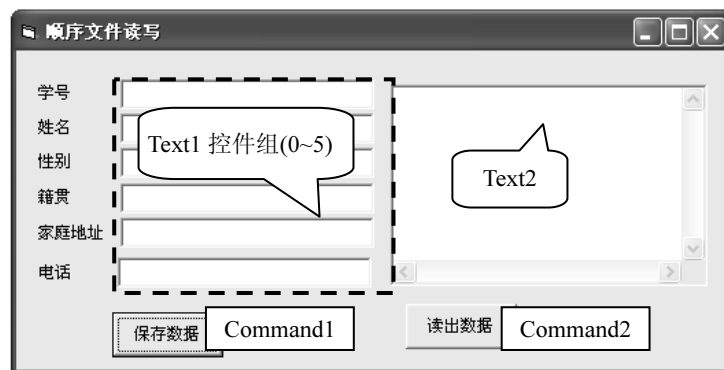 顺序文件读写
学号
姓名
性别
籍贯
家庭地址
电话
Text1 控件组(0~5)
Text2
保存数据
Command1
读出数据
Command2